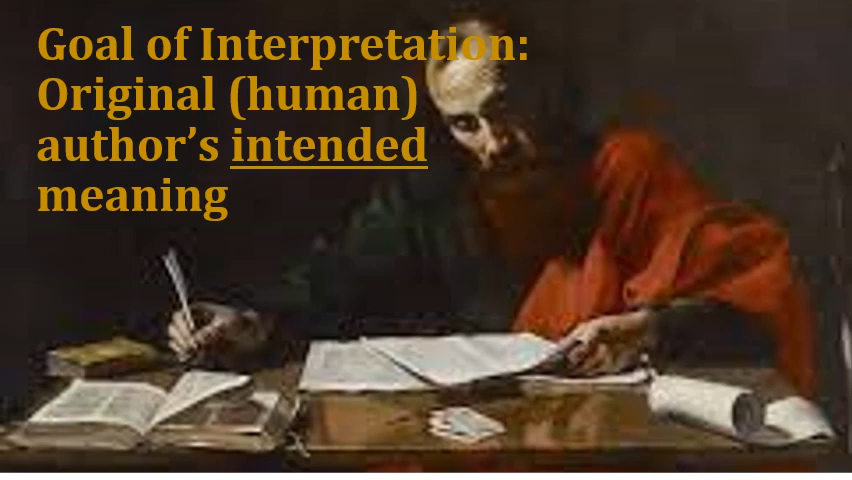 Goal of Interpretation:
Original (human)
author’s intended
meaning